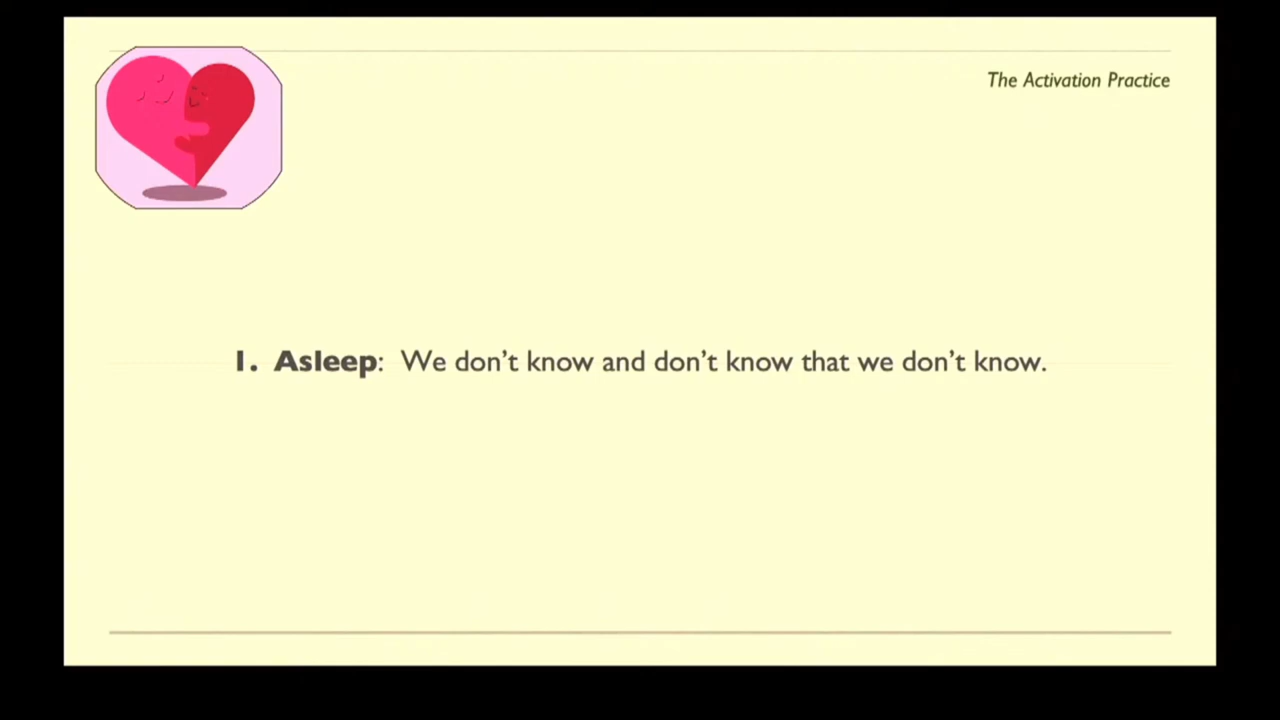 The Activation Practice
1. Asleep: We don’t know and don’t know that we don’t know.